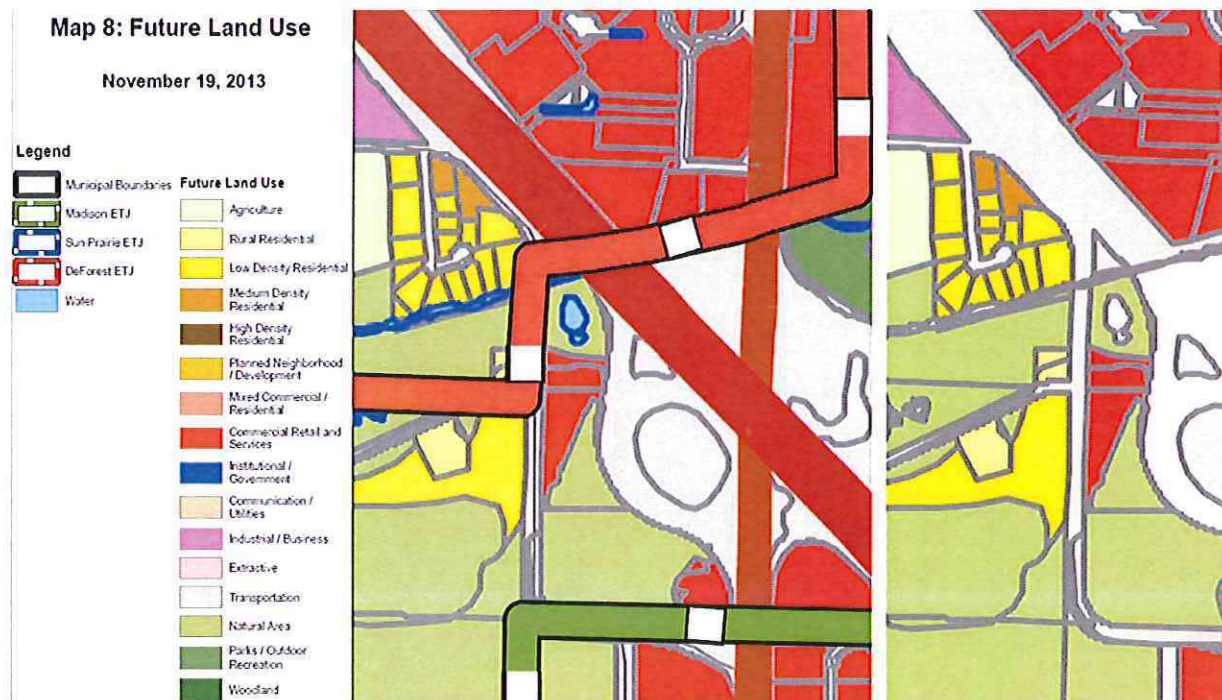 Map 8: Future Land Use
November 19, 2013
Legend
Municipal Boundaries
Madison ETJ
Sun Prairie ETJ
DeForest ETJ
Water
Future Land Use
Agriculture
Rural Residential
Low Density Residential
Medium Density
Residential
High Density
Residential
Planned Neighborhood
/ Development
Mixed Commercial /
Residential
Commercial Retail and
Services
Institutional /
Government
Communication /
Utilities
Industrial / Business
Extractive
Transportation
Natural Area
Parks / Outdoor
Recreation
Woodland